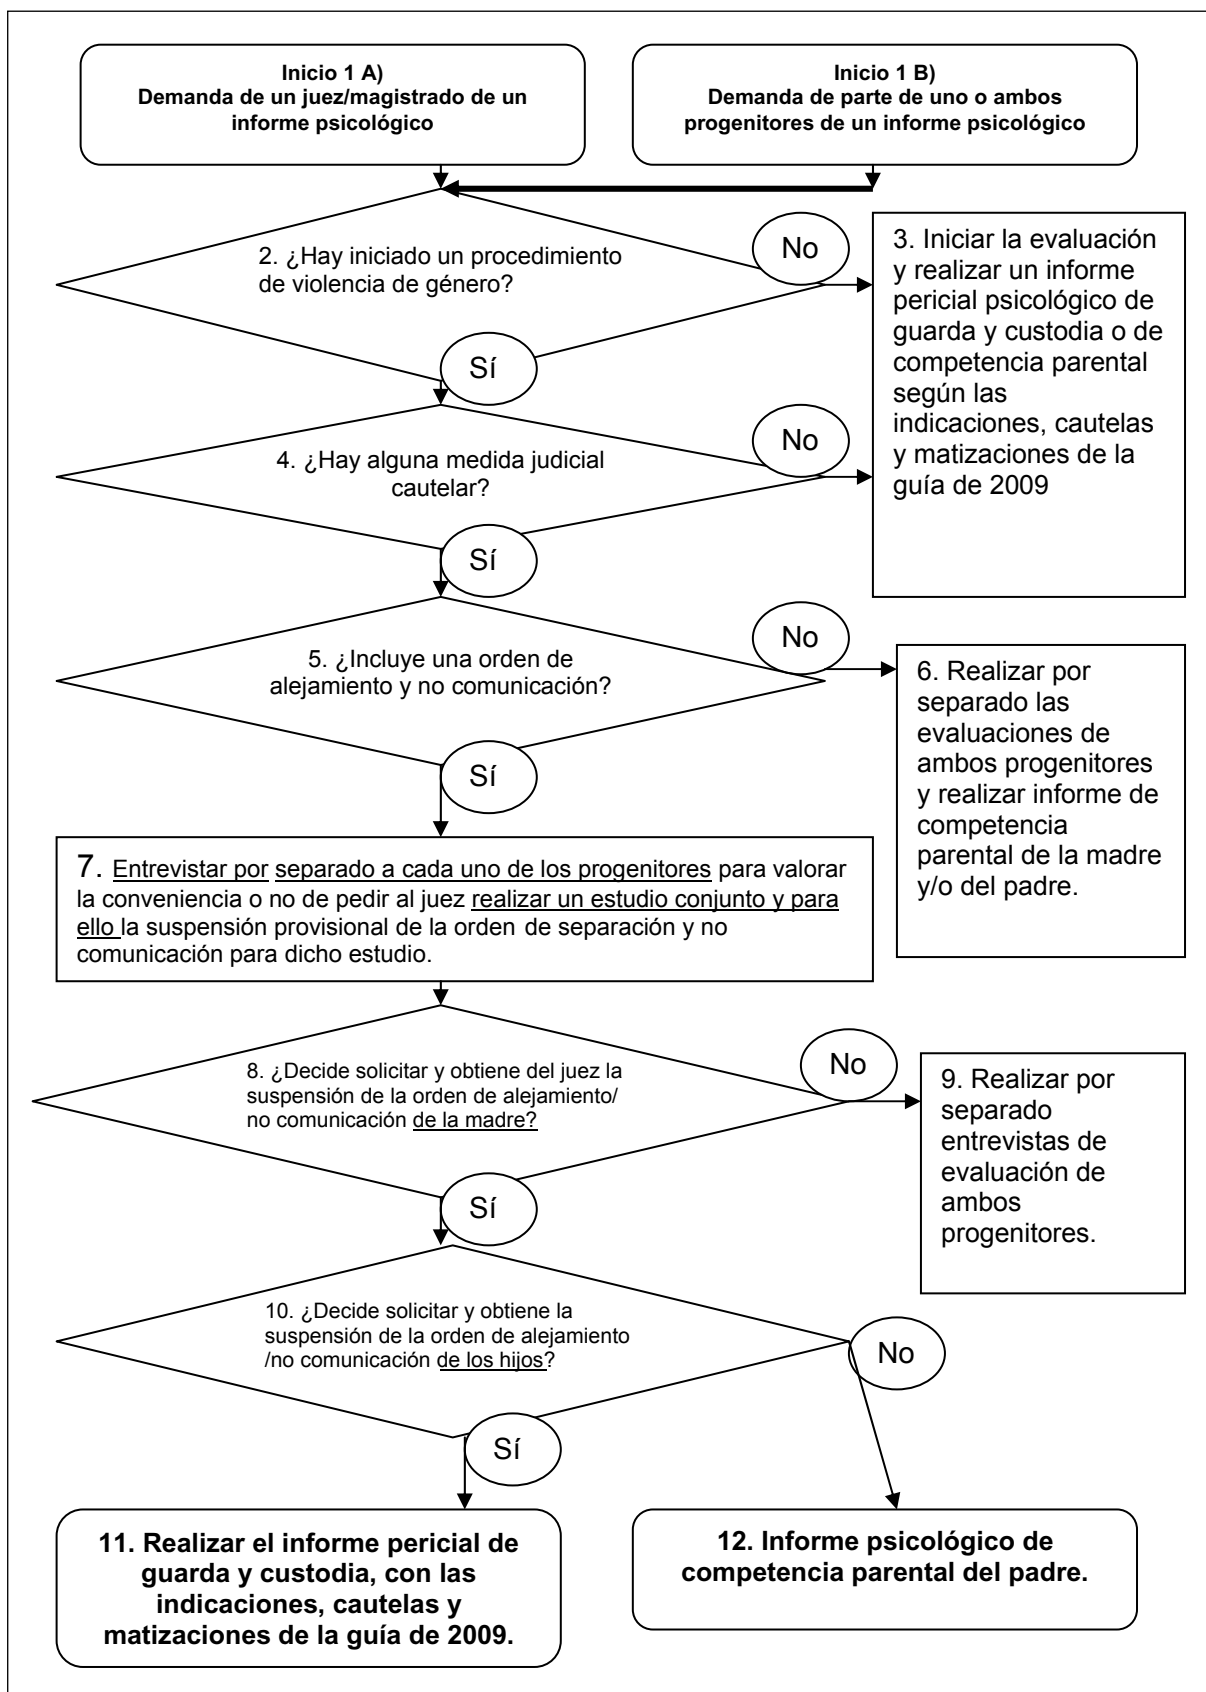 Inicio 1 A)
Demanda de un juez/magistrado de un
informe psicológico
Inicio 1 B)
Demanda de parte de uno o ambos
progenitores de un informe psicológico
2. ¿Hay iniciado un procedimiento
de violencia de género?
No
Sí
3. Iniciar la evaluación
y realizar un informe
pericial psicológico de
guarda y custodia o de
competencia parental
según las
indicaciones, cautelas
y matizaciones de la
guía de 2009
4. ¿Hay alguna medida judicial
cautelar?
No
Sí
5. ¿Incluye una orden de
alejamiento y no comunicación?
No
Sí
6. Realizar por
separado las
evaluaciones de
ambos progenitores
y realizar informe de
competencia
parental de la madre
y/o del padre.
7. Entrevistar por separado a cada uno de los progenitores para valorar
la conveniencia o no de pedir al juez realizar un estudio conjunto y para
ello la suspensión provisional de la orden de separación y no
comunicación para dicho estudio.
8. ¿Decide solicitar y obtiene del juez la
suspensión de la orden de alejamiento/
no comunicación de la madre?
No
Sí
9. Realizar por
separado
entrevistas de
evaluación de
ambos
progenitores.
10. ¿Decide solicitar y obtiene la
suspensión de la orden de alejamiento
/no comunicación de los hijos?
No
Sí
11. Realizar el informe pericial de
guarda y custodia, con las
indicaciones, cautelas y
matizaciones de la guía de 2009.
12. Informe psicológico de
competencia parental del padre.